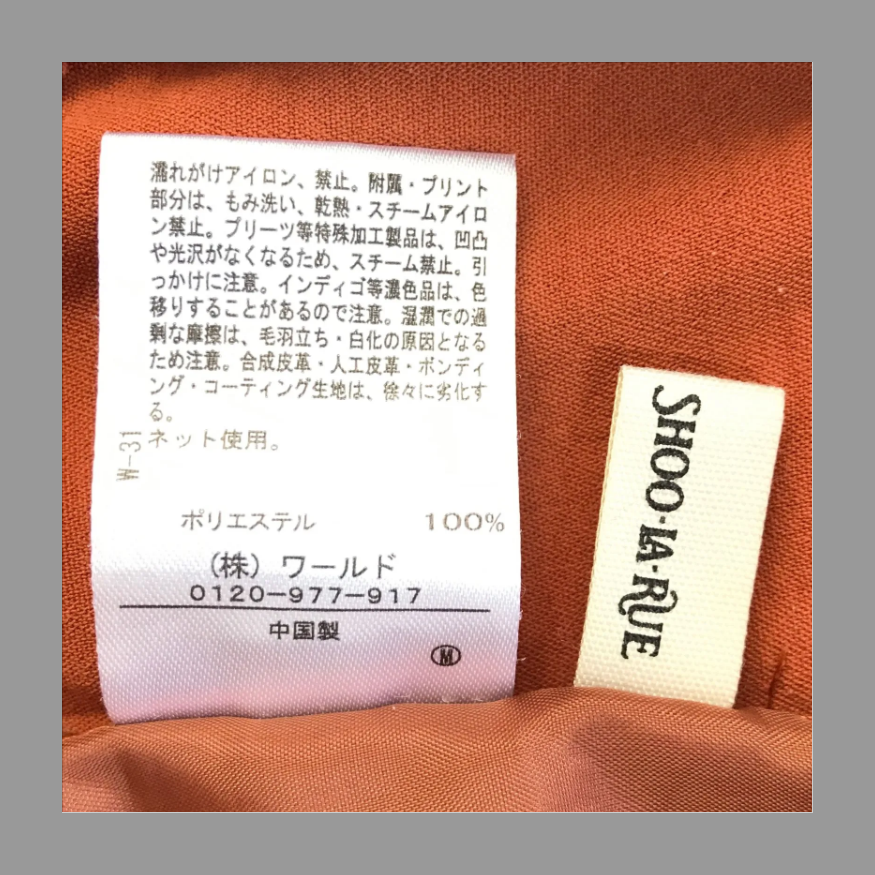 濡れがけアイロン、禁止。附属・プリント
部分は、もみ洗い、乾熱・スチームアイロ
ン禁止。プリーツ等特殊加工製品は、凹凸
や光沢がなくなるため、スチーム禁止。引
っかけに注意。インディゴ等濃色品は、色
移りすることがあるので注意。湿潤での過
剰な摩擦は、毛羽立ち・白化の原因となる
ため注意。合成皮革・人工皮革・ボンディ
ング・コーティング生地は、徐々に劣化す
る。
ネット使用。
W-31
ポリエステル 100%
(株)ワールド
0120-977-917
中国製
M
SHOO・LA・RUE